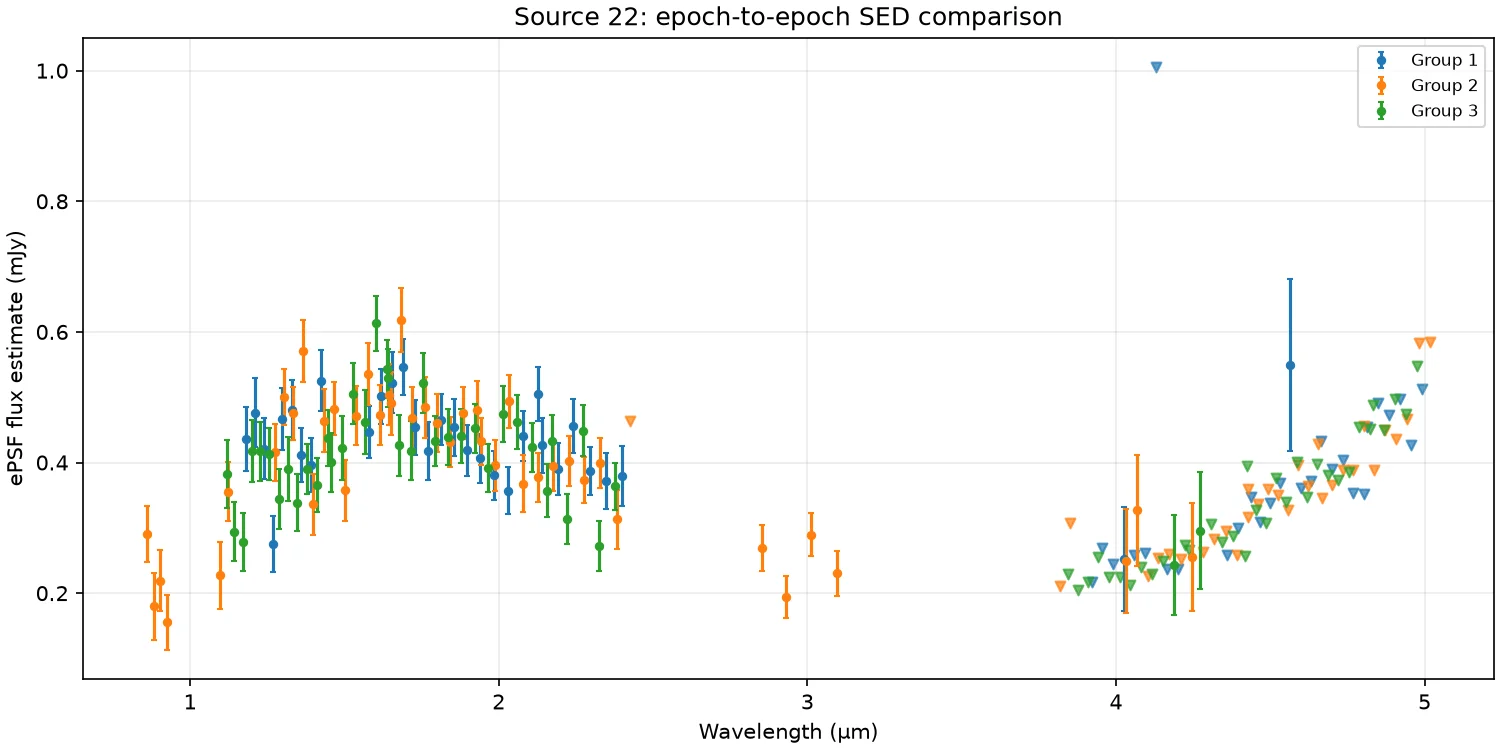 Source 22: epoch-to-epoch SED comparison
1.0
0.8
0.6
0.4
0.2
ePSF flux estimate (mJy)
Group 1
Group 2
Group 3
1 2 3 4 5
Wavelength (μm)